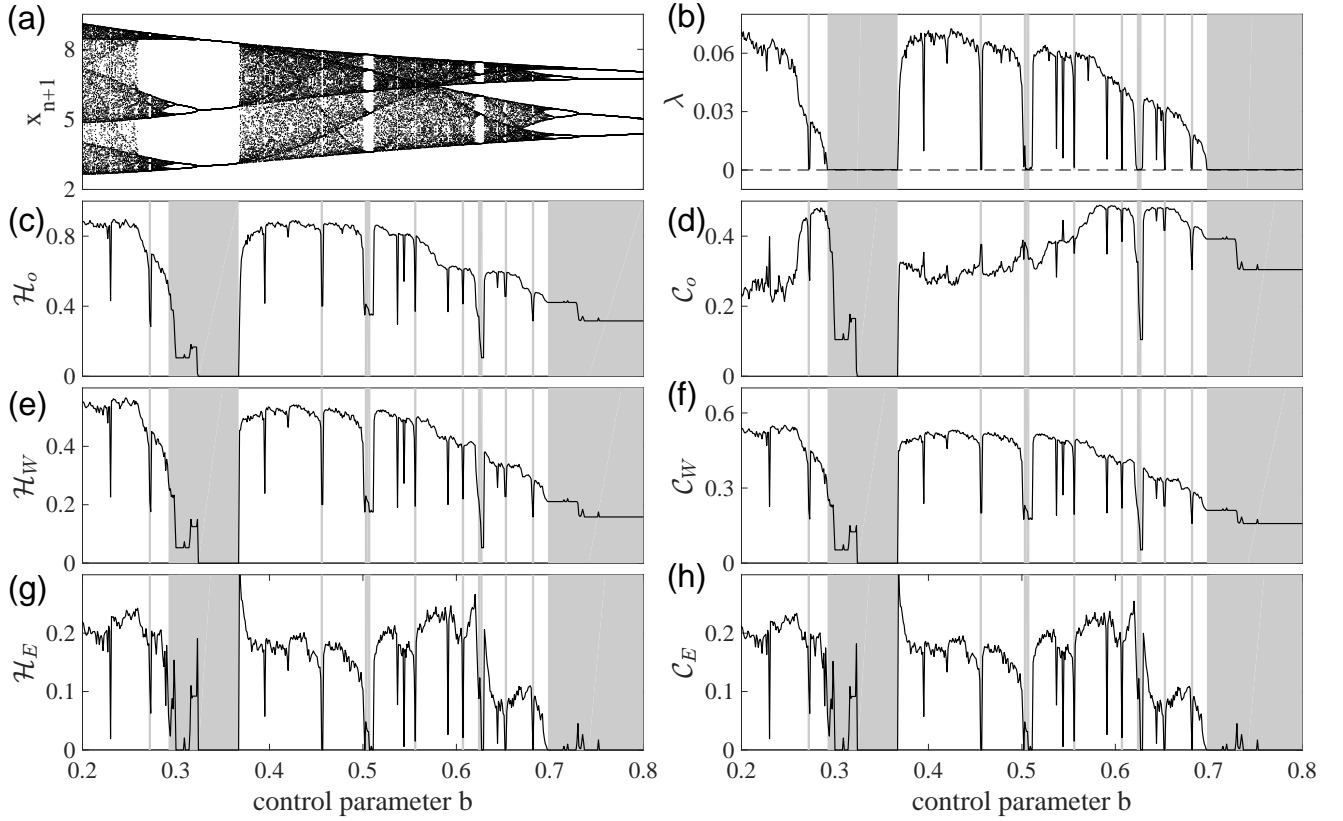 (a)
8
5
2
x_{n+1}
(b)
0.06
0.03
0
λ
(c)
0.8
0.4
0
ℋ_o
(d)
0.4
0.2
0
𝒞_o
(e)
0.4
0.2
0
ℋ_W
(f)
0.6
0.3
0
𝒞_W
(g)
0.2
0.1
0
ℋ_E
0.2 0.3 0.4 0.5 0.6 0.7 0.8
control parameter b
(h)
0.2
0.1
0
𝒞_E
0.2 0.3 0.4 0.5 0.6 0.7 0.8
control parameter b